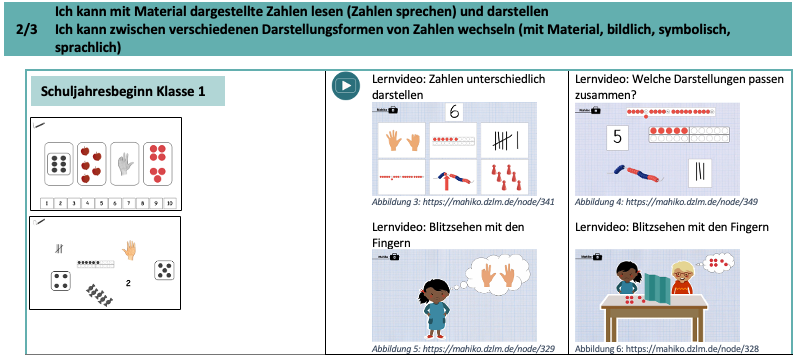 Ich kann mit Material dargestellte Zahlen lesen (Zahlen sprechen) und darstellen
2/3
Ich kann zwischen verschiedenen Darstellungsformen von Zahlen wechseln (mit Material, bildlich, symbolisch,
sprachlich)
Schuljahresbeginn Klasse 1
1 2 3 4 5 6 7 8 9 10
2
Lernvideo: Zahlen unterschiedlich
darstellen
Mahiko
6
Abbildung 3: https://mahiko.dzlm.de/node/341
Lernvideo: Welche Darstellungen passen
zusammen?
Mahiko
5
Abbildung 4: https://mahiko.dzlm.de/node/349
Lernvideo: Blitzsehen mit den
Fingern
Mahiko
Abbildung 5: https://mahiko.dzlm.de/node/329
Lernvideo: Blitzsehen mit den Fingern
Mahiko
Abbildung 6: https://mahiko.dzlm.de/node/328